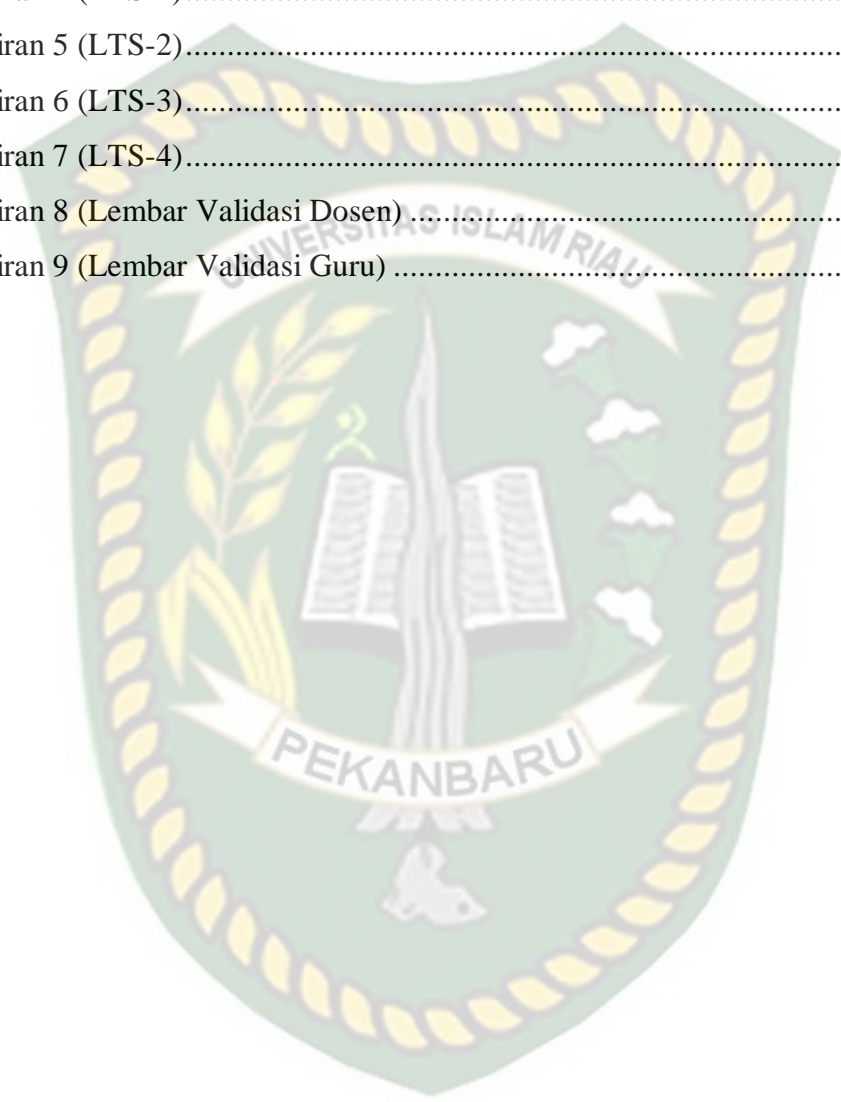 iran 5 (LTS-2)....................................................................................
iran 6 (LTS-3)....................................................................................
iran 7 (LTS-4)....................................................................................
iran 8 (Lembar Validasi Dosen) .....................................................
iran 9 (Lembar Validasi Guru) .......................................................
UNIVERSITAS ISLAM RIAU
PEKANBARU